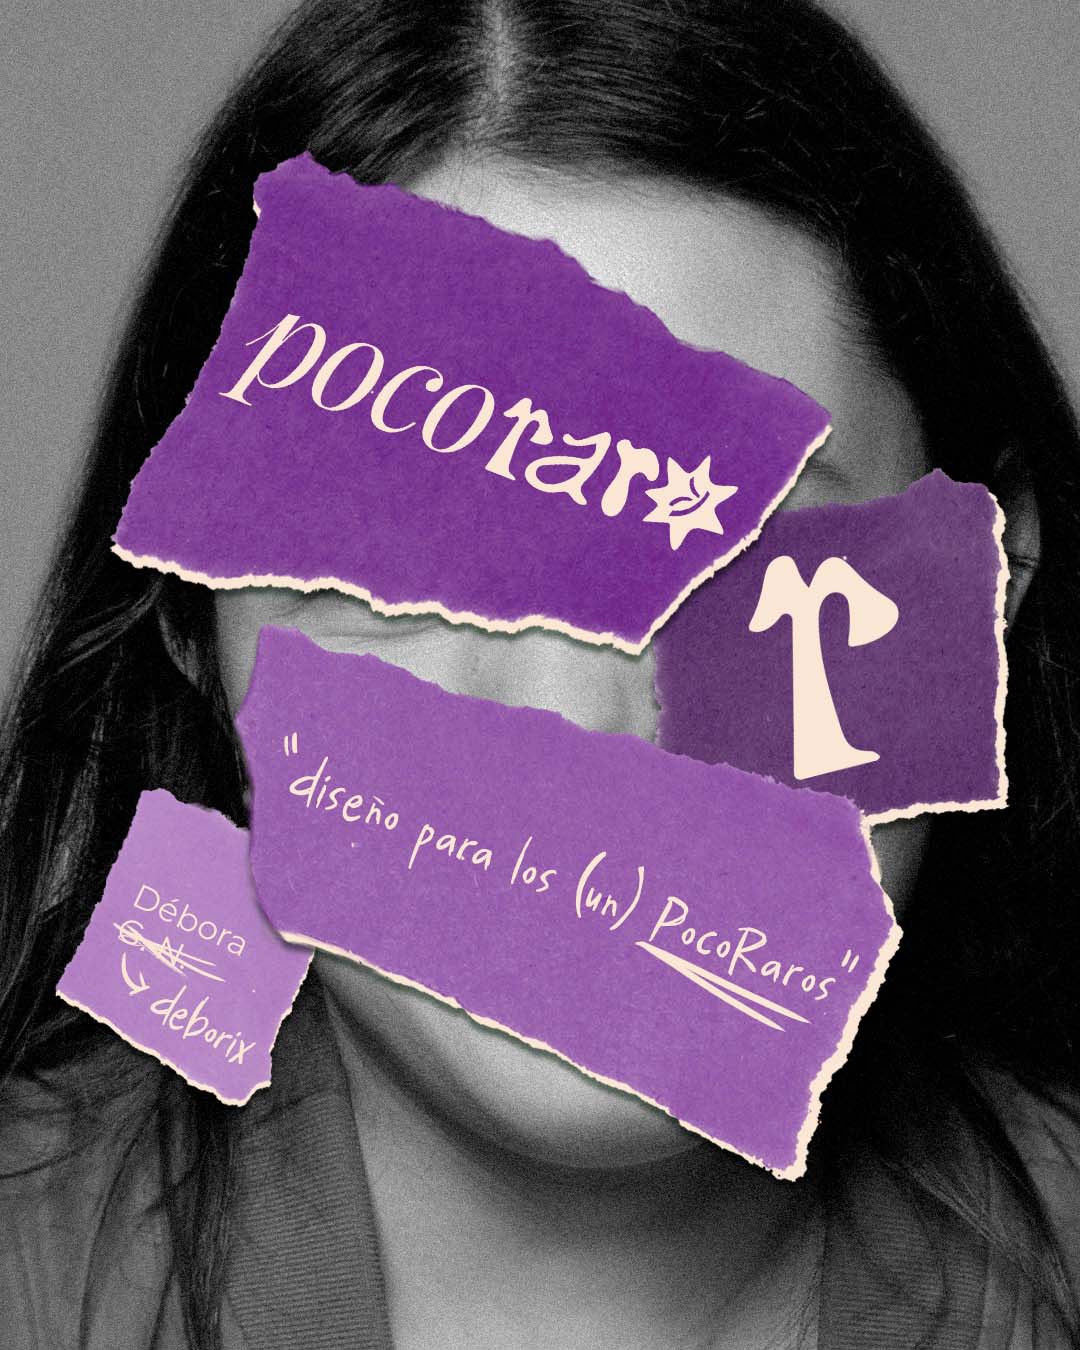 pocoraro
r
"diseño para los (un) PocoRaros"
Débora
S. N.
deborix